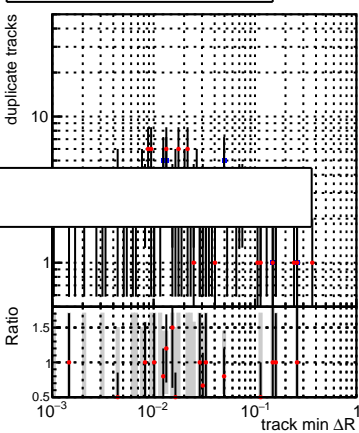 duplicate tracks
10
1
Ratio
1.5
1
0.5
10⁻³ 10⁻² 10⁻¹ 1
track min ΔR